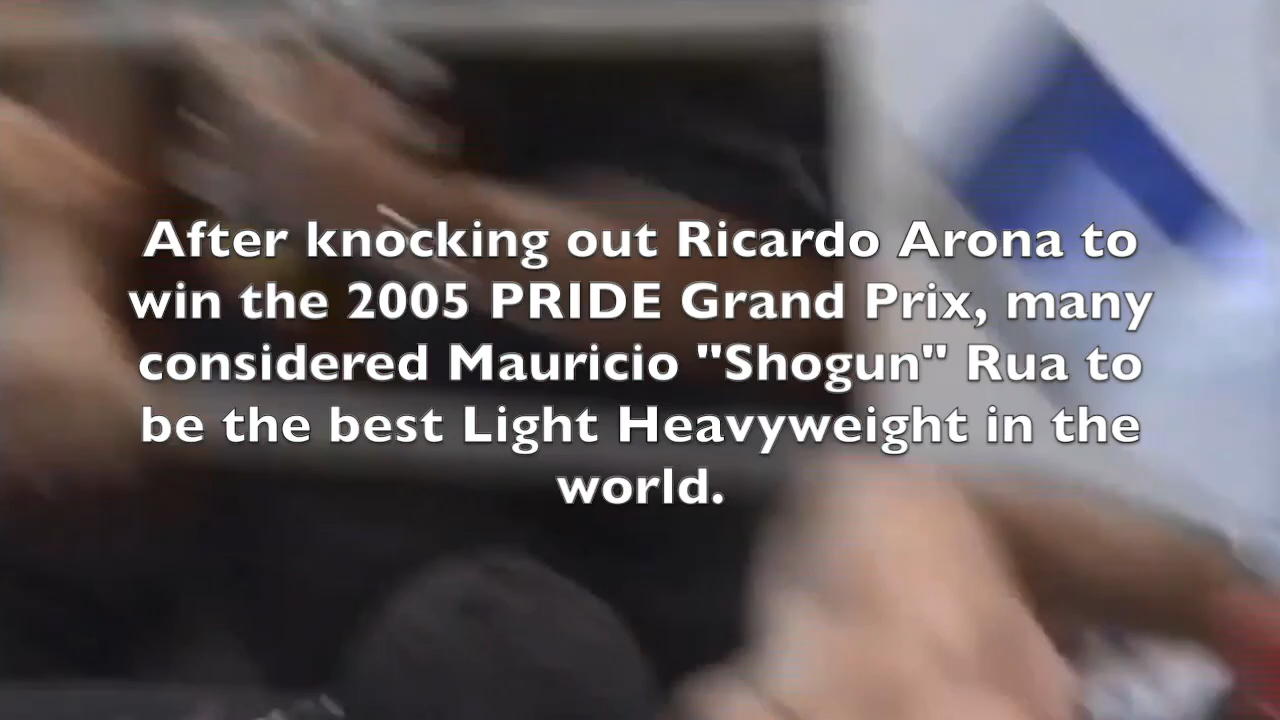 After knocking out Ricardo Arona to
win the 2005 PRIDE Grand Prix, many
considered Mauricio "Shogun" Rua to
be the best Light Heavyweight in the
world.